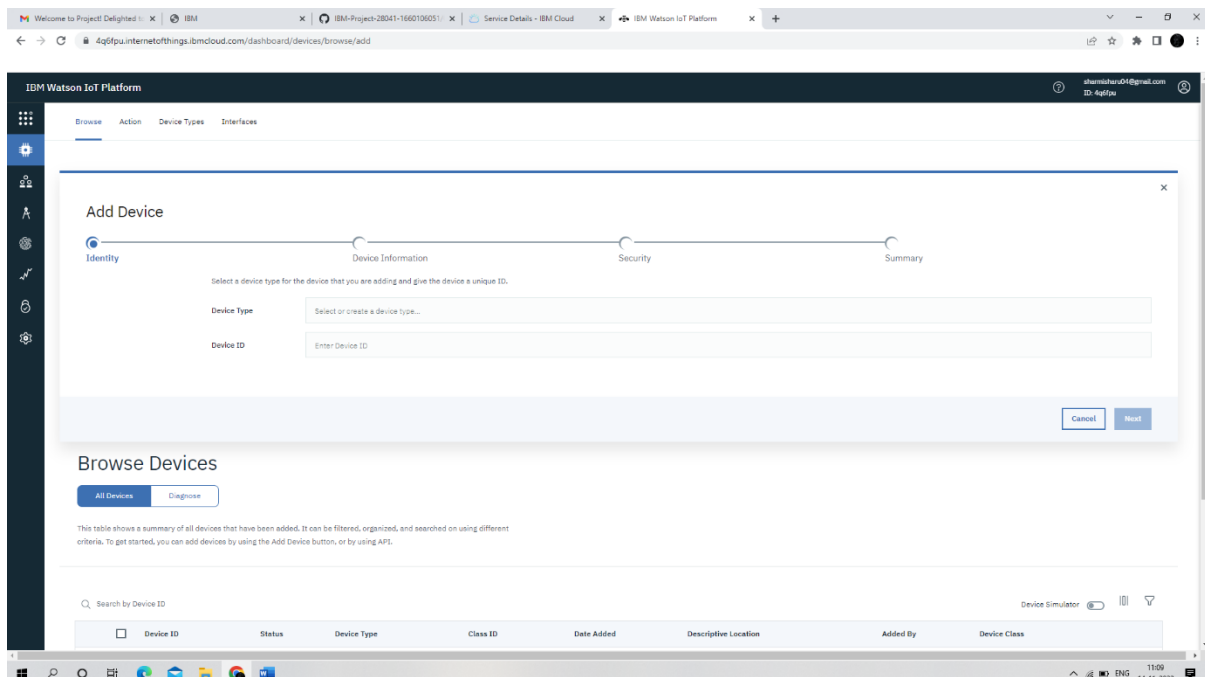 Welcome to Project! Delighted t
IBM
IBM-Project-28041-1660106051/
Service Details - IBM Cloud
IBM Watson IoT Platform
4q6fpu.internetofthings.ibmcloud.com/dashboard/devices/browse/add
IBM Watson IoT Platform
sharmisharu04@gmail.com
ID: 4q6fpu
Browse Action Device Types Interfaces
Add Device
Identity Device Information Security Summary
Select a device type for the device that you are adding and give the device a unique ID.
Device Type Select or create a device type...
Device ID Enter Device ID
Cancel Next
Browse Devices
All Devices Diagnose
This table shows a summary of all devices that have been added. It can be filtered, organized, and searched on using different
criteria. To get started, you can add devices by using the Add Device button, or by using API.
Search by Device ID Device Simulator
Device ID Status Device Type Class ID Date Added Descriptive Location Added By Device Class
ENG 11:09